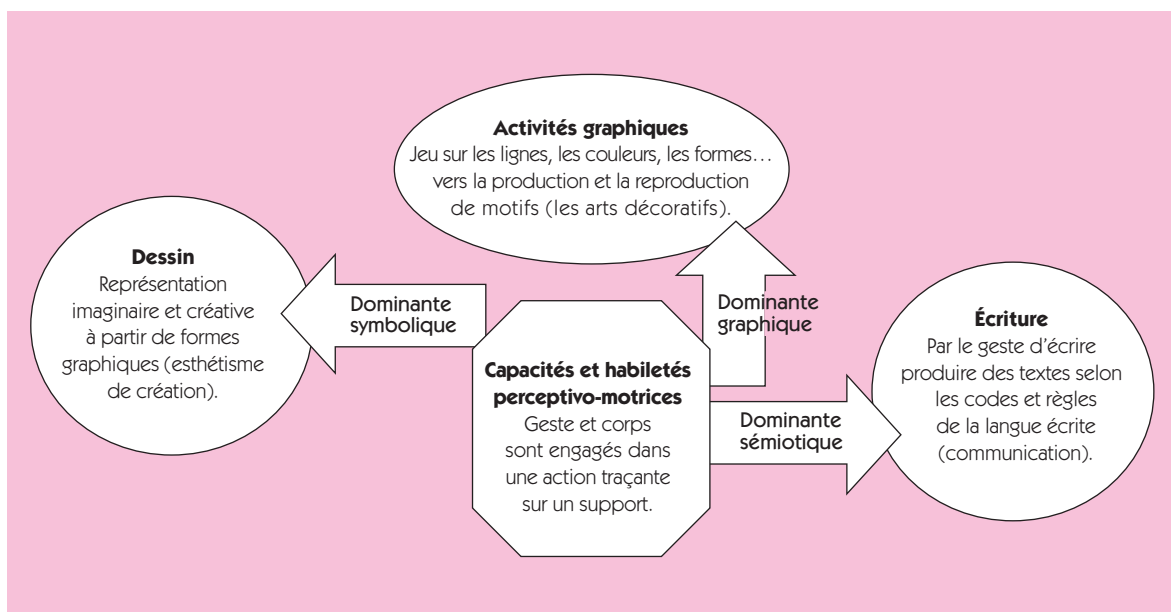 Activités graphiques
Jeu sur les lignes, les couleurs, les formes…
vers la production et la reproduction
de motifs (les arts décoratifs).
Dessin
Représentation
imaginaire et créative
à partir de formes
graphiques (esthétisme
de création).
Dominante
symbolique
Dominante
graphique
Capacités et habiletés
perceptivo-motrices
Geste et corps
sont engagés dans
une action traçante
sur un support.
Dominante
sémiotique
Écriture
Par le geste d’écrire
produire des textes selon
les codes et règles
de la langue écrite
(communication).